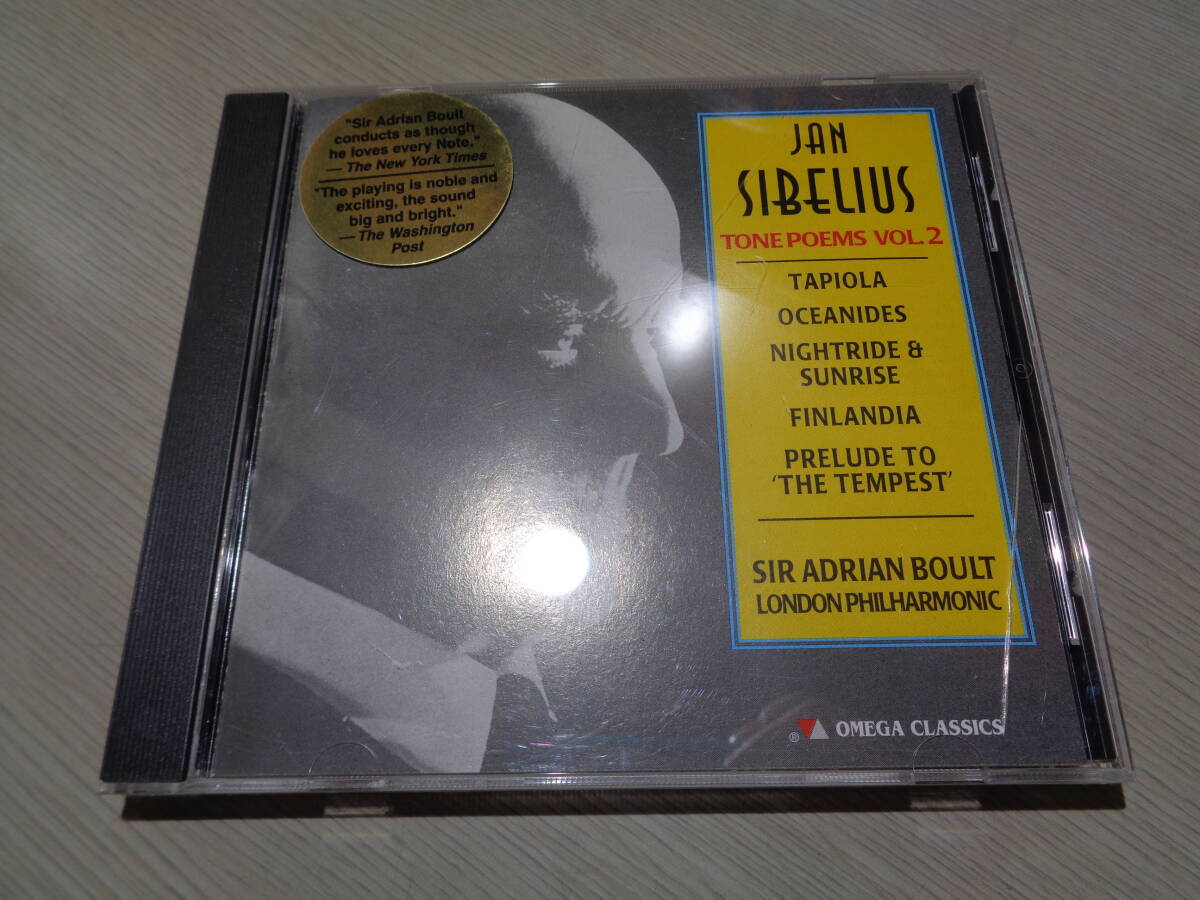 "Sir Adrian Boult
conducts as though
he loves every Note."
— The New York Times
"The playing is noble and
exciting, the sound
big and bright."
— The Washington
Post
JAN
SIBELIUS
TONE POEMS VOL. 2
TAPIOLA
OCEANIDES
NIGHTRIDE &
SUNRISE
FINLANDIA
PRELUDE TO
'THE TEMPEST'
SIR ADRIAN BOULT
LONDON PHILHARMONIC
® OMEGA CLASSICS